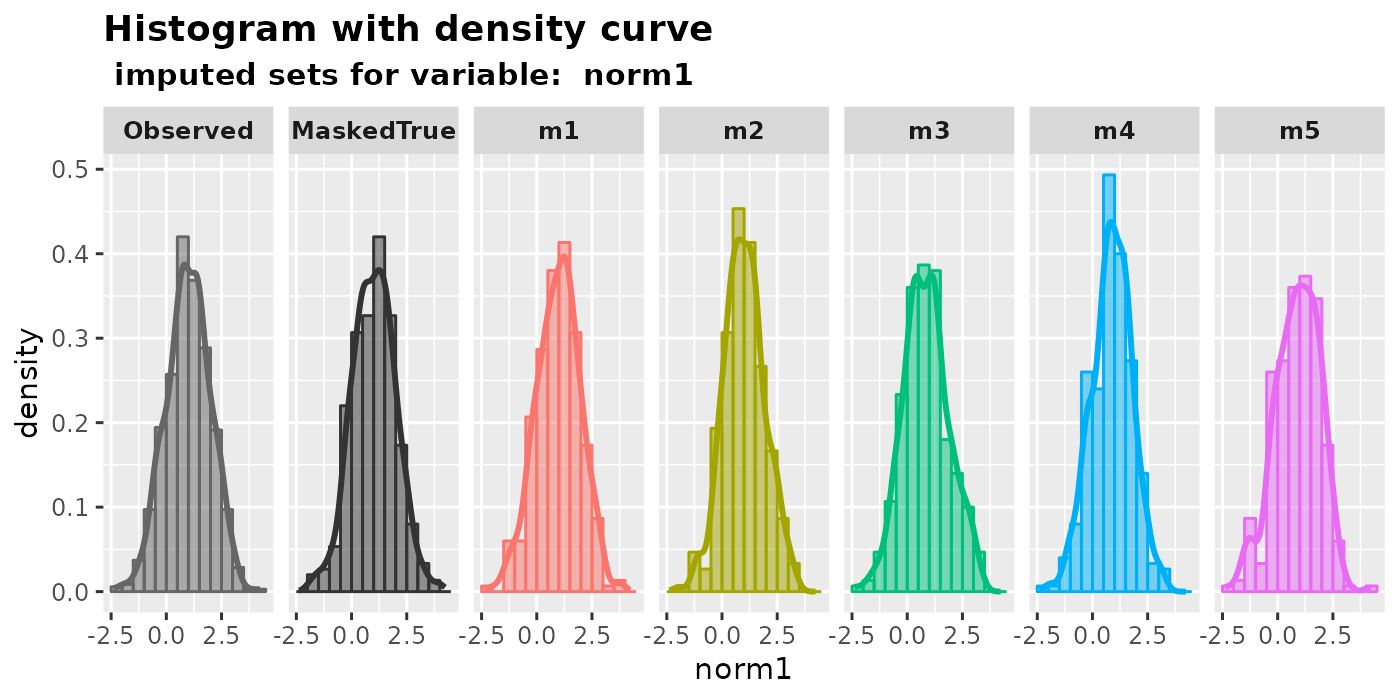 Histogram with density curve
imputed sets for variable:  norm1
Observed MaskedTrue m1 m2 m3 m4 m5
0.5
0.4
0.3
0.2
0.1
0.0
density
-2.5 0.0 2.5 -2.5 0.0 2.5 -2.5 0.0 2.5 -2.5 0.0 2.5 -2.5 0.0 2.5 -2.5 0.0 2.5 -2.5 0.0 2.5
norm1